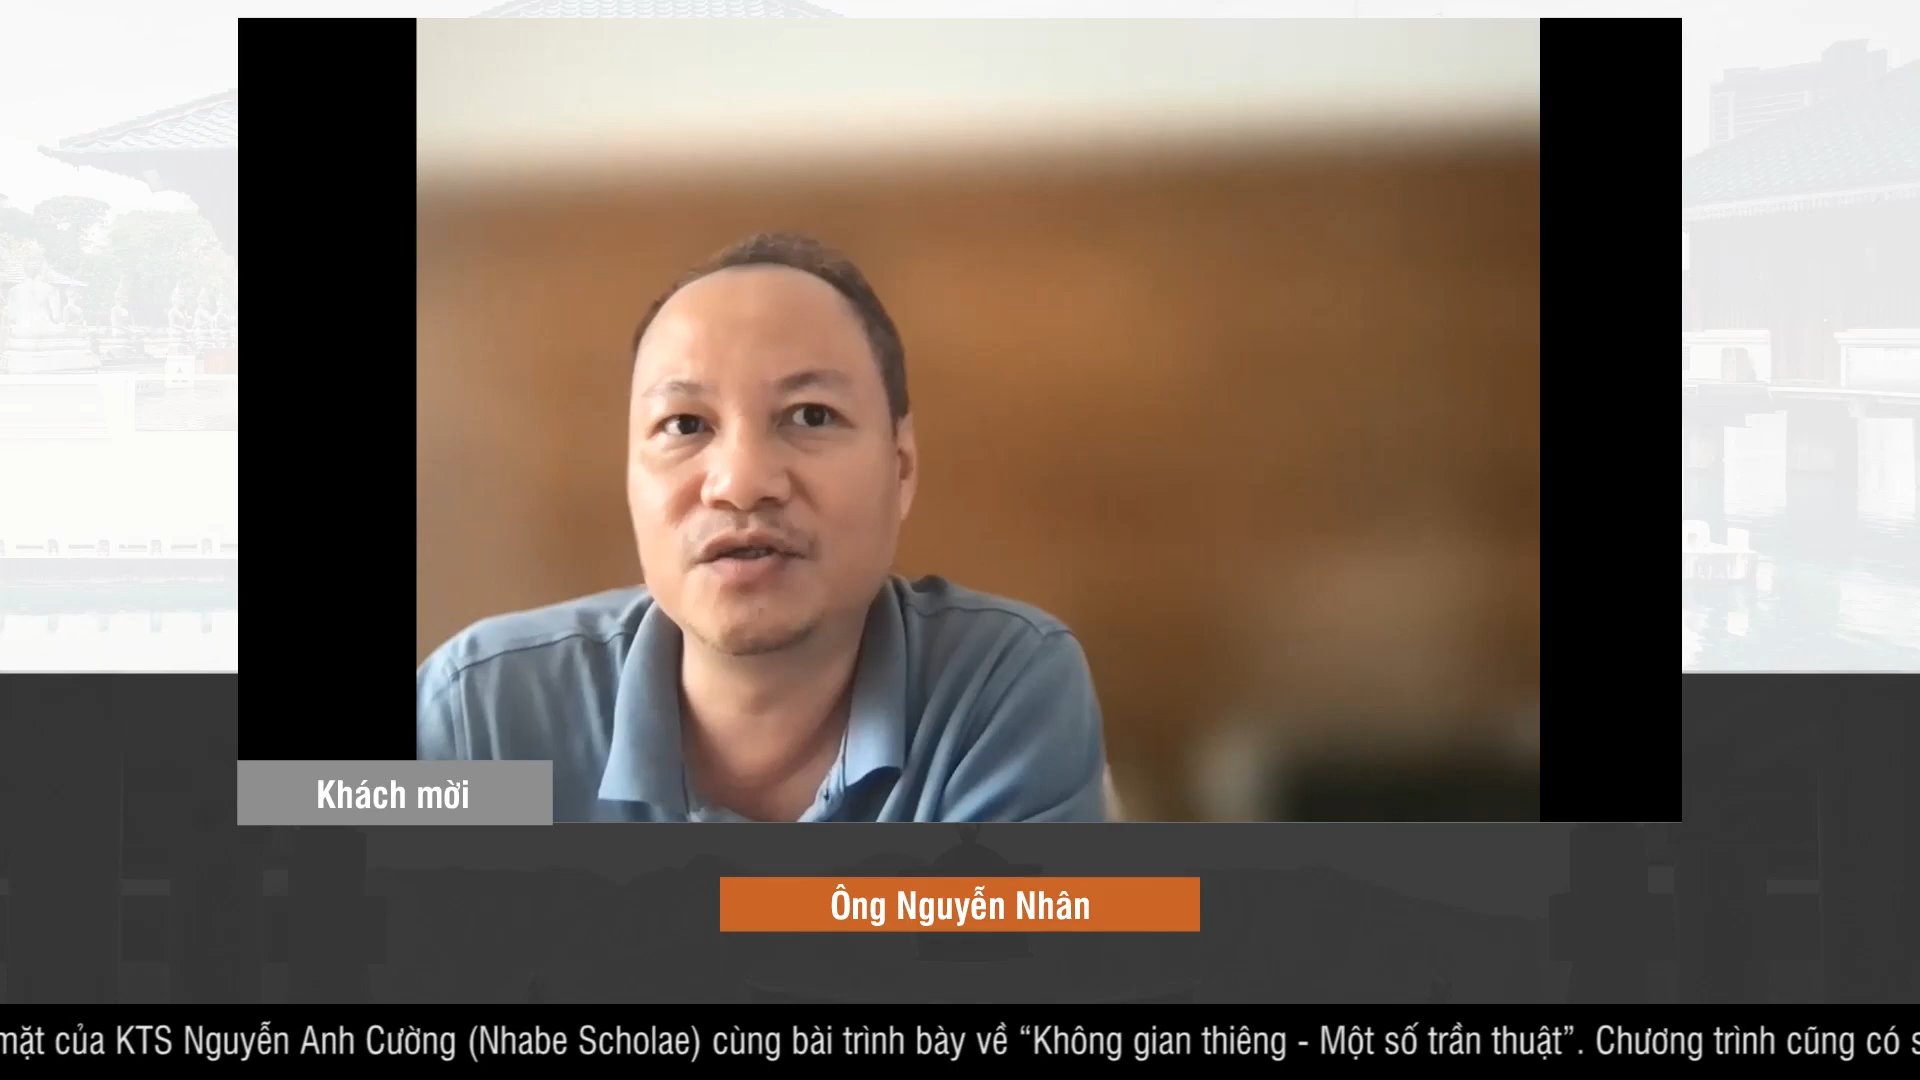 Khách mời
Ông Nguyễn Nhân
mặt của KTS Nguyễn Anh Cường (Nhabe Scholae) cùng bài trình bày về “Không gian thiêng - Một số trần thuật”. Chương trình cũng có